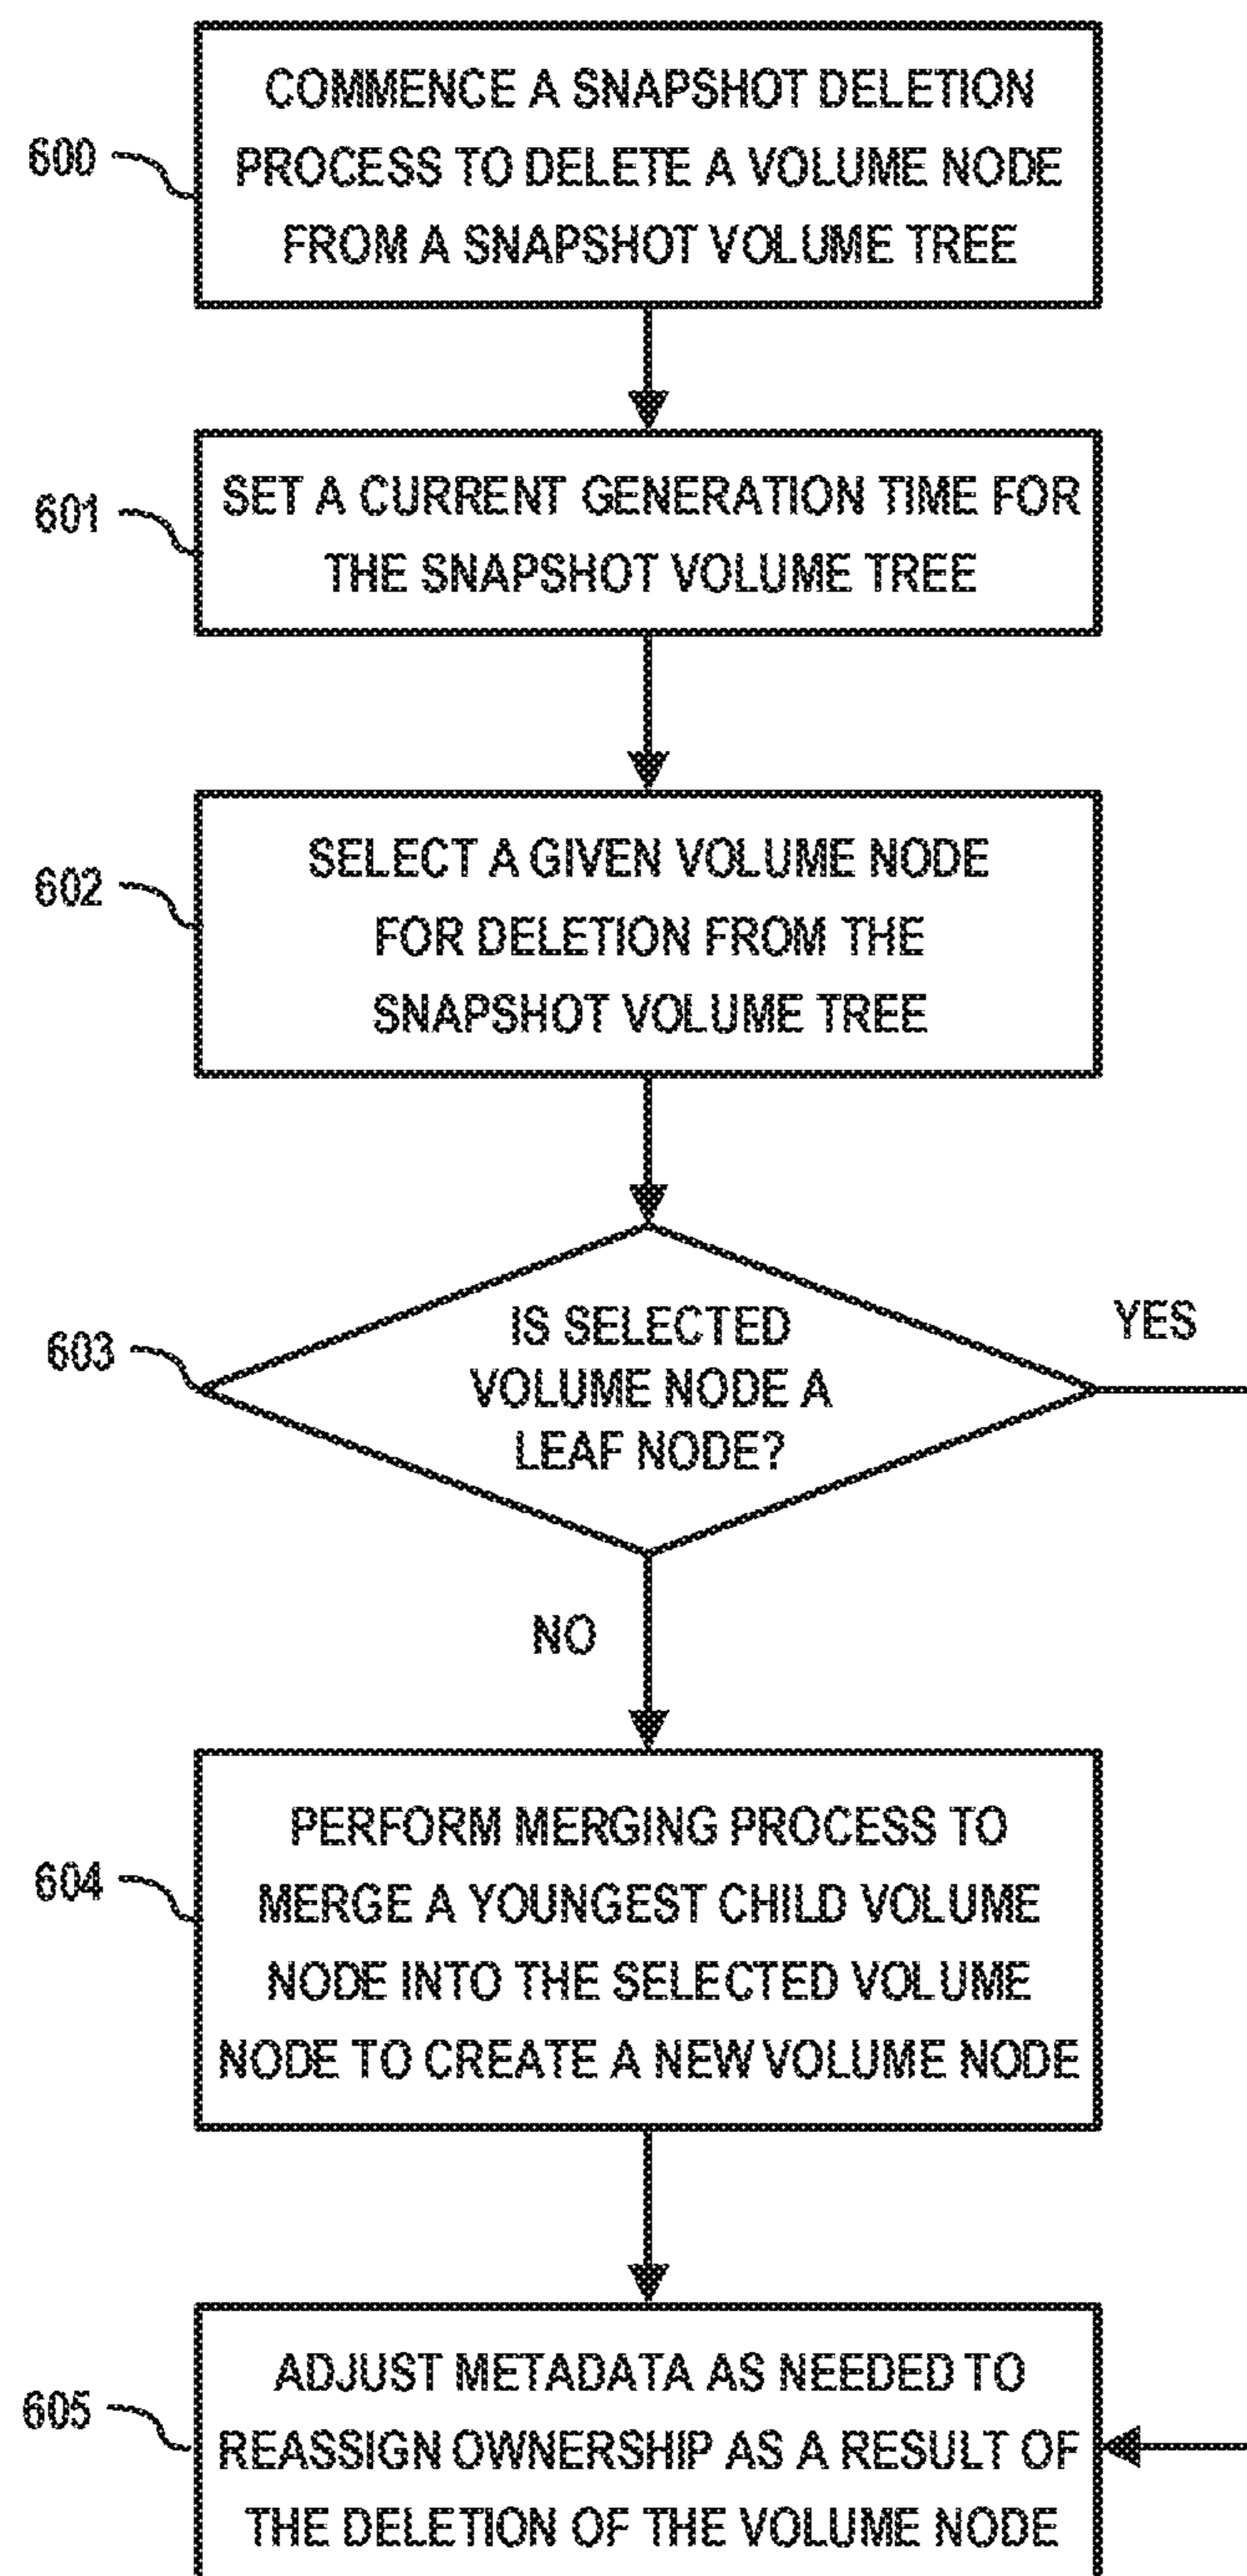 COMMENCE A SNAPSHOT DELETION
PROCESS TO DELETE A VOLUME NODE
FROM A SNAPSHOT VOLUME TREE
600
SET A CURRENT GENERATION TIME FOR
THE SNAPSHOT VOLUME TREE
601
SELECT A GIVEN VOLUME NODE
FOR DELETION FROM THE
SNAPSHOT VOLUME TREE
602
IS SELECTED
VOLUME NODE A
LEAF NODE?
603
YES
NO
PERFORM MERGING PROCESS TO
MERGE A YOUNGEST CHILD VOLUME
NODE INTO THE SELECTED VOLUME
NODE TO CREATE A NEW VOLUME NODE
604
ADJUST METADATA AS NEEDED TO
REASSIGN OWNERSHIP AS A RESULT OF
THE DELETION OF THE VOLUME NODE
605